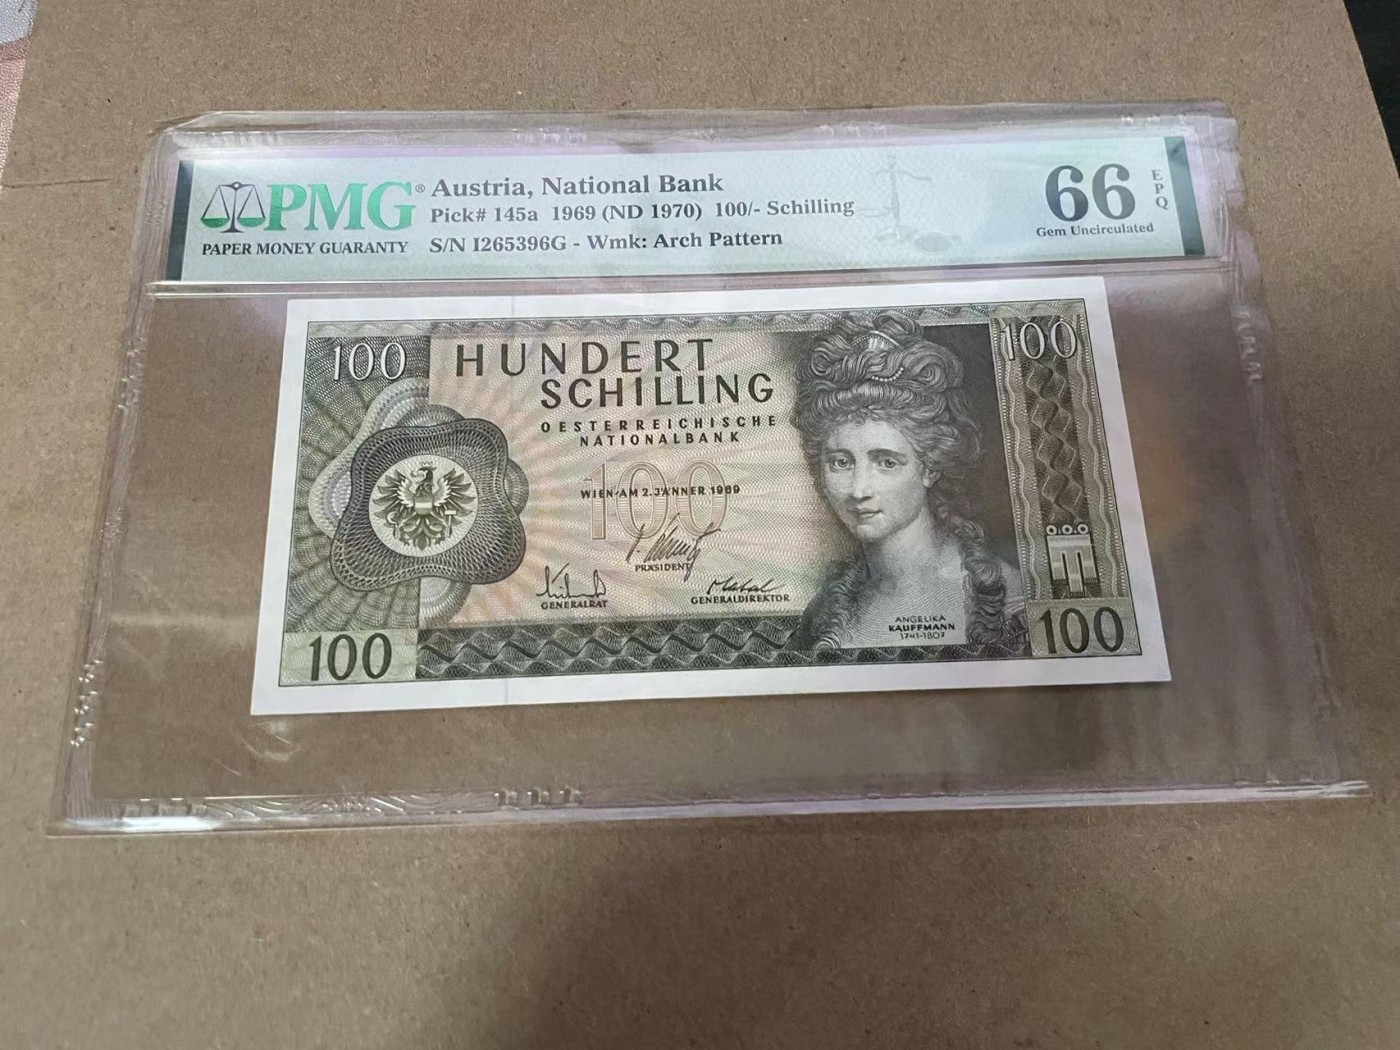 PMG®
PAPER MONEY GUARANTY
Austria, National Bank
Pick# 145a 1969 (ND 1970) 100/- Schilling
S/N I265396G - Wmk: Arch Pattern
66
EPQ
Gem Uncirculated
100
HUNDERT
SCHILLING
OESTERREICHISCHE
NATIONALBANK
100
100
WIEN·AM 2.JÄNNER 1969
PRÄSIDENT
GENERALRAT
GENERALDIREKTOR
ANGELIKA
KAUFFMANN
1741-1807
100
100